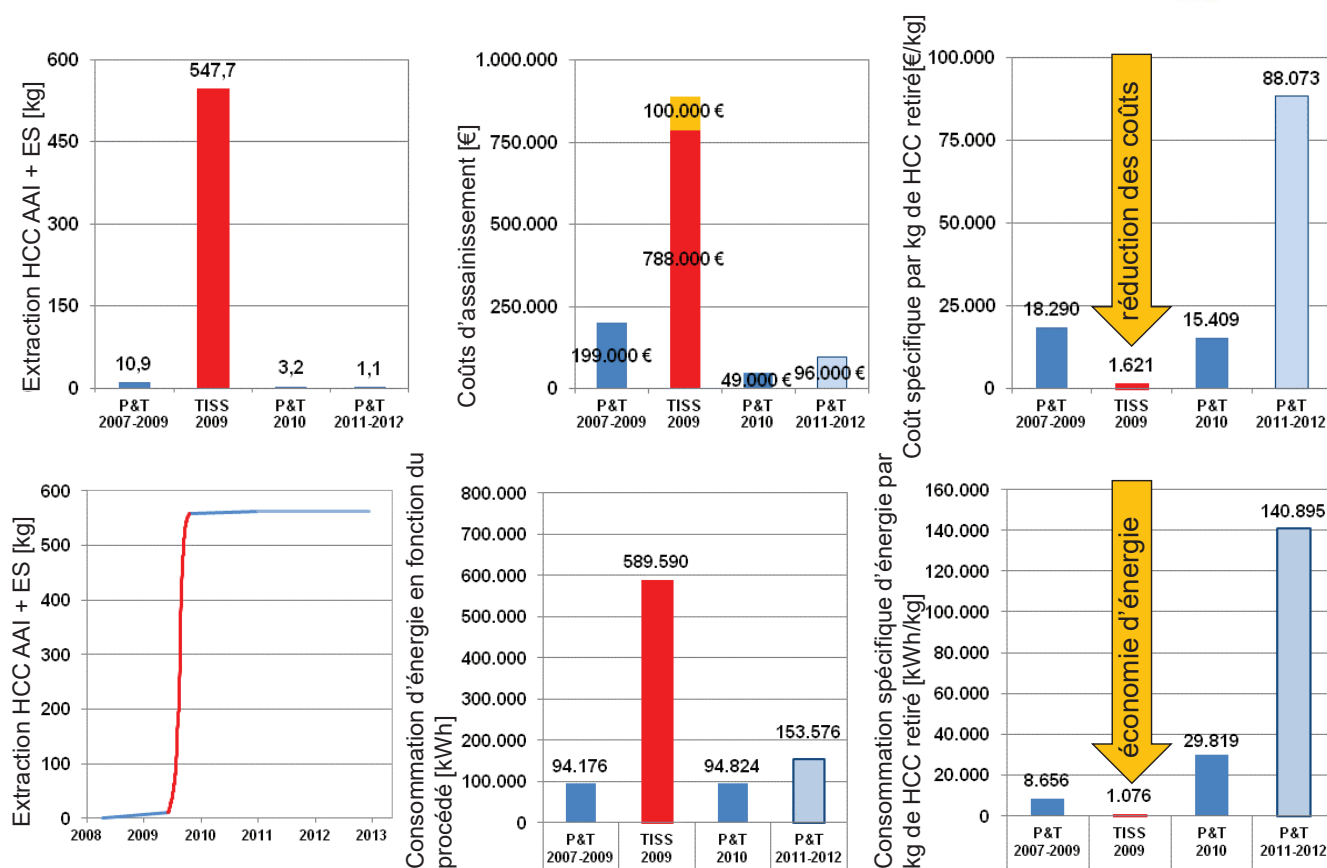 Extraction HCC AAI + ES [kg]
600
450
300
150
0
547,7
10,9
3,2
1,1
P&T
2007-2009
TISS
2009
P&T
2010
P&T
2011-2012
Coûts d'assainissement [€]
1.000.000
750.000
500.000
250.000
0
100.000 €
788.000 €
199.000 €
49.000 €
96.000 €
P&T
2007-2009
TISS
2009
P&T
2010
P&T
2011-2012
Coût spécifique par kg de HCC retiré[€/kg]
100.000
75.000
50.000
25.000
0
réduction des coûts
88.073
18.290
1.621
15.409
P&T
2007-2009
TISS
2009
P&T
2010
P&T
2011-2012
Extraction HCC AAI + ES [kg]
600
500
400
300
200
100
0
2008
2009
2010
2011
2012
2013
Consommation d'énergie en fonction du
procédé [kWh]
800.000
700.000
600.000
500.000
400.000
300.000
200.000
100.000
0
589.590
94.176
94.824
153.576
P&T
2007-2009
TISS
2009
P&T
2010
P&T
2011-2012
Consommation spécifique d'énergie par
kg de HCC retiré [kWh/kg]
160.000
140.000
120.000
100.000
80.000
60.000
40.000
20.000
0
économie d'énergie
140.895
8.656
1.076
29.819
P&T
2007-2009
TISS
2009
P&T
2010
P&T
2011-2012